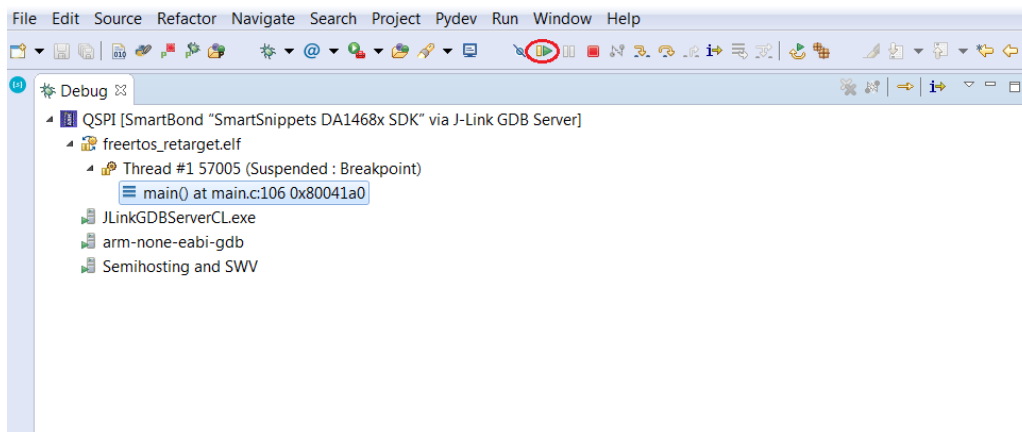 File Edit Source Refactor Navigate Search Project Pydev Run Window Help
Debug
QSPI [SmartBond “SmartSnippets DA1468x SDK” via J-Link GDB Server]
freertos_retarget.elf
Thread #1 57005 (Suspended : Breakpoint)
main() at main.c:106 0x80041a0
JLinkGDBServerCL.exe
arm-none-eabi-gdb
Semihosting and SWV